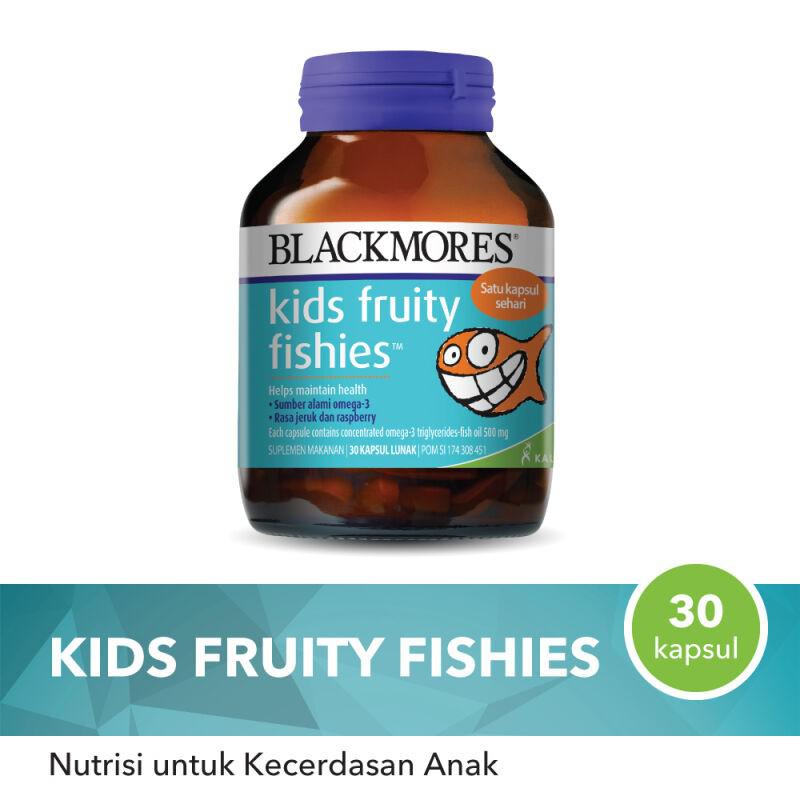 BLACKMORES®
kids fruity
fishies™
Satu kapsul
sehari
Helps maintain health
• Sumber alami omega-3
• Rasa jeruk dan raspberry
Each capsule contains concentrated omega-3 triglycerides-fish oil 500 mg
SUPLEMEN MAKANAN | 30 KAPSUL LUNAK | POM SI 174 308 451
KIDS FRUITY FISHIES
30
kapsul
Nutrisi untuk Kecerdasan Anak